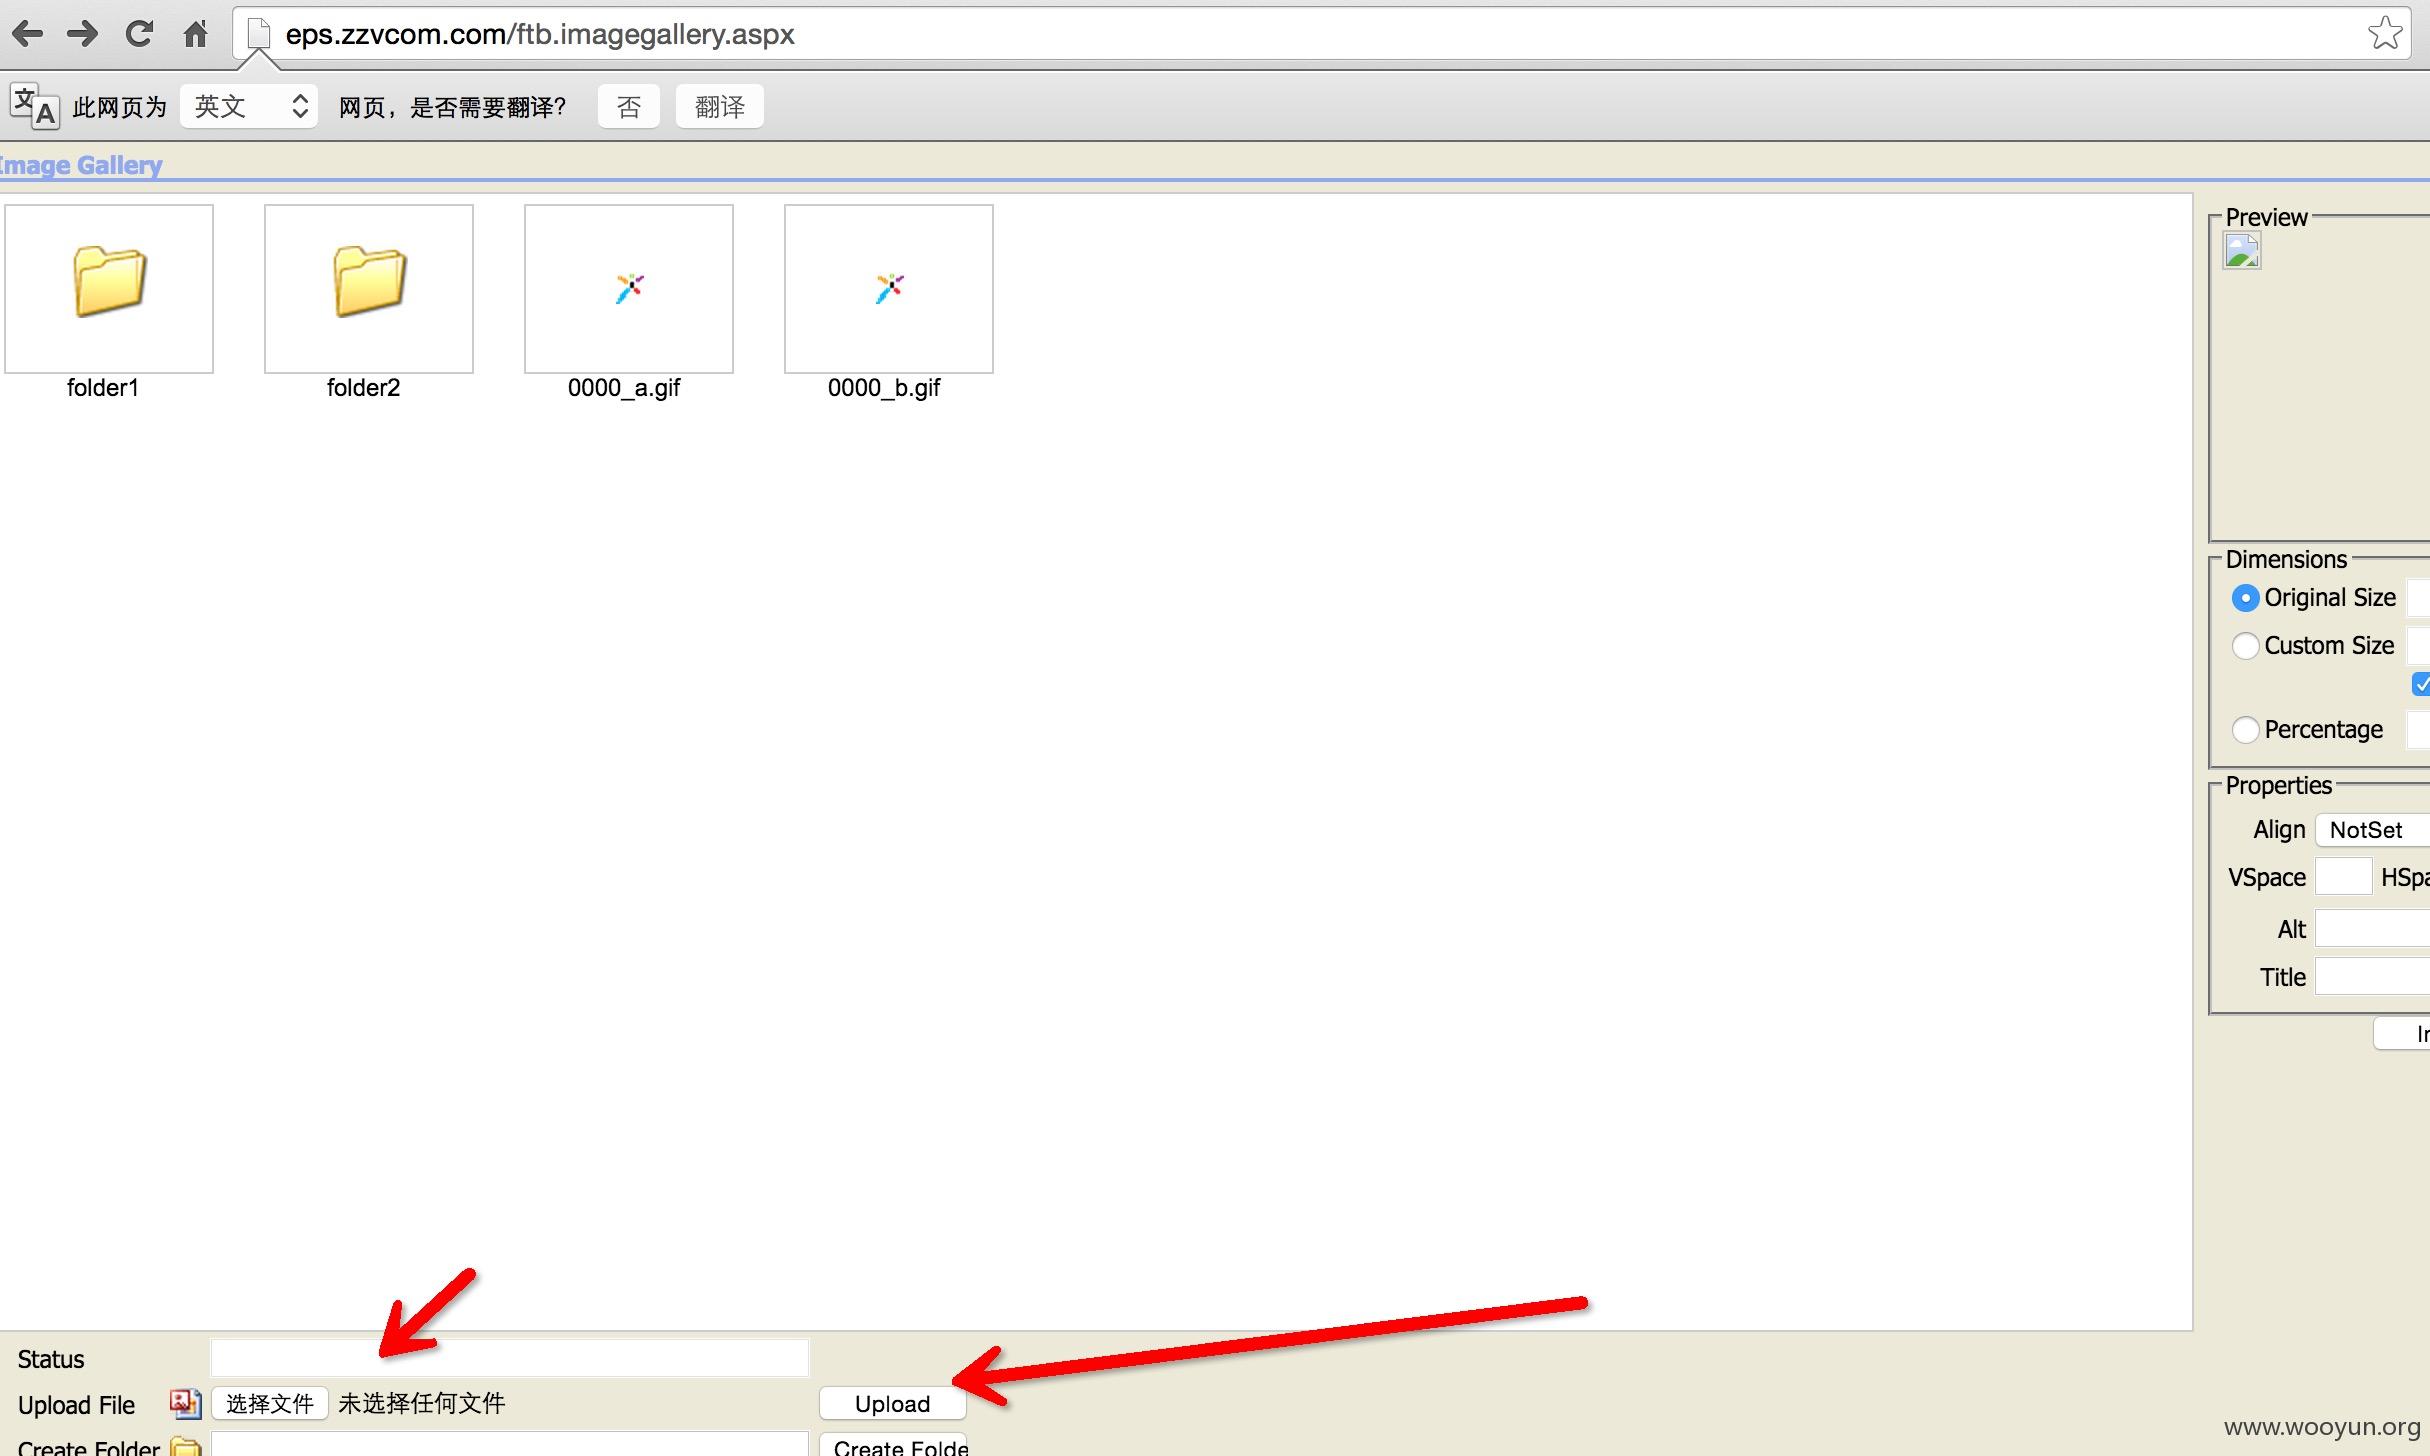 eps.zzvcom.com/ftb.imagegallery.aspx
此网页为 英文 网页，是否需要翻译? 否 翻译
Image Gallery
folder1 folder2 0000_a.gif 0000_b.gif
Preview
Dimensions
Original Size
Custom Size
Percentage
Properties
Align NotSet
VSpace HSpa
Alt
Title
In
Status
Upload File 选择文件 未选择任何文件 Upload
Create Folder Create Folde
www.wooyun.org